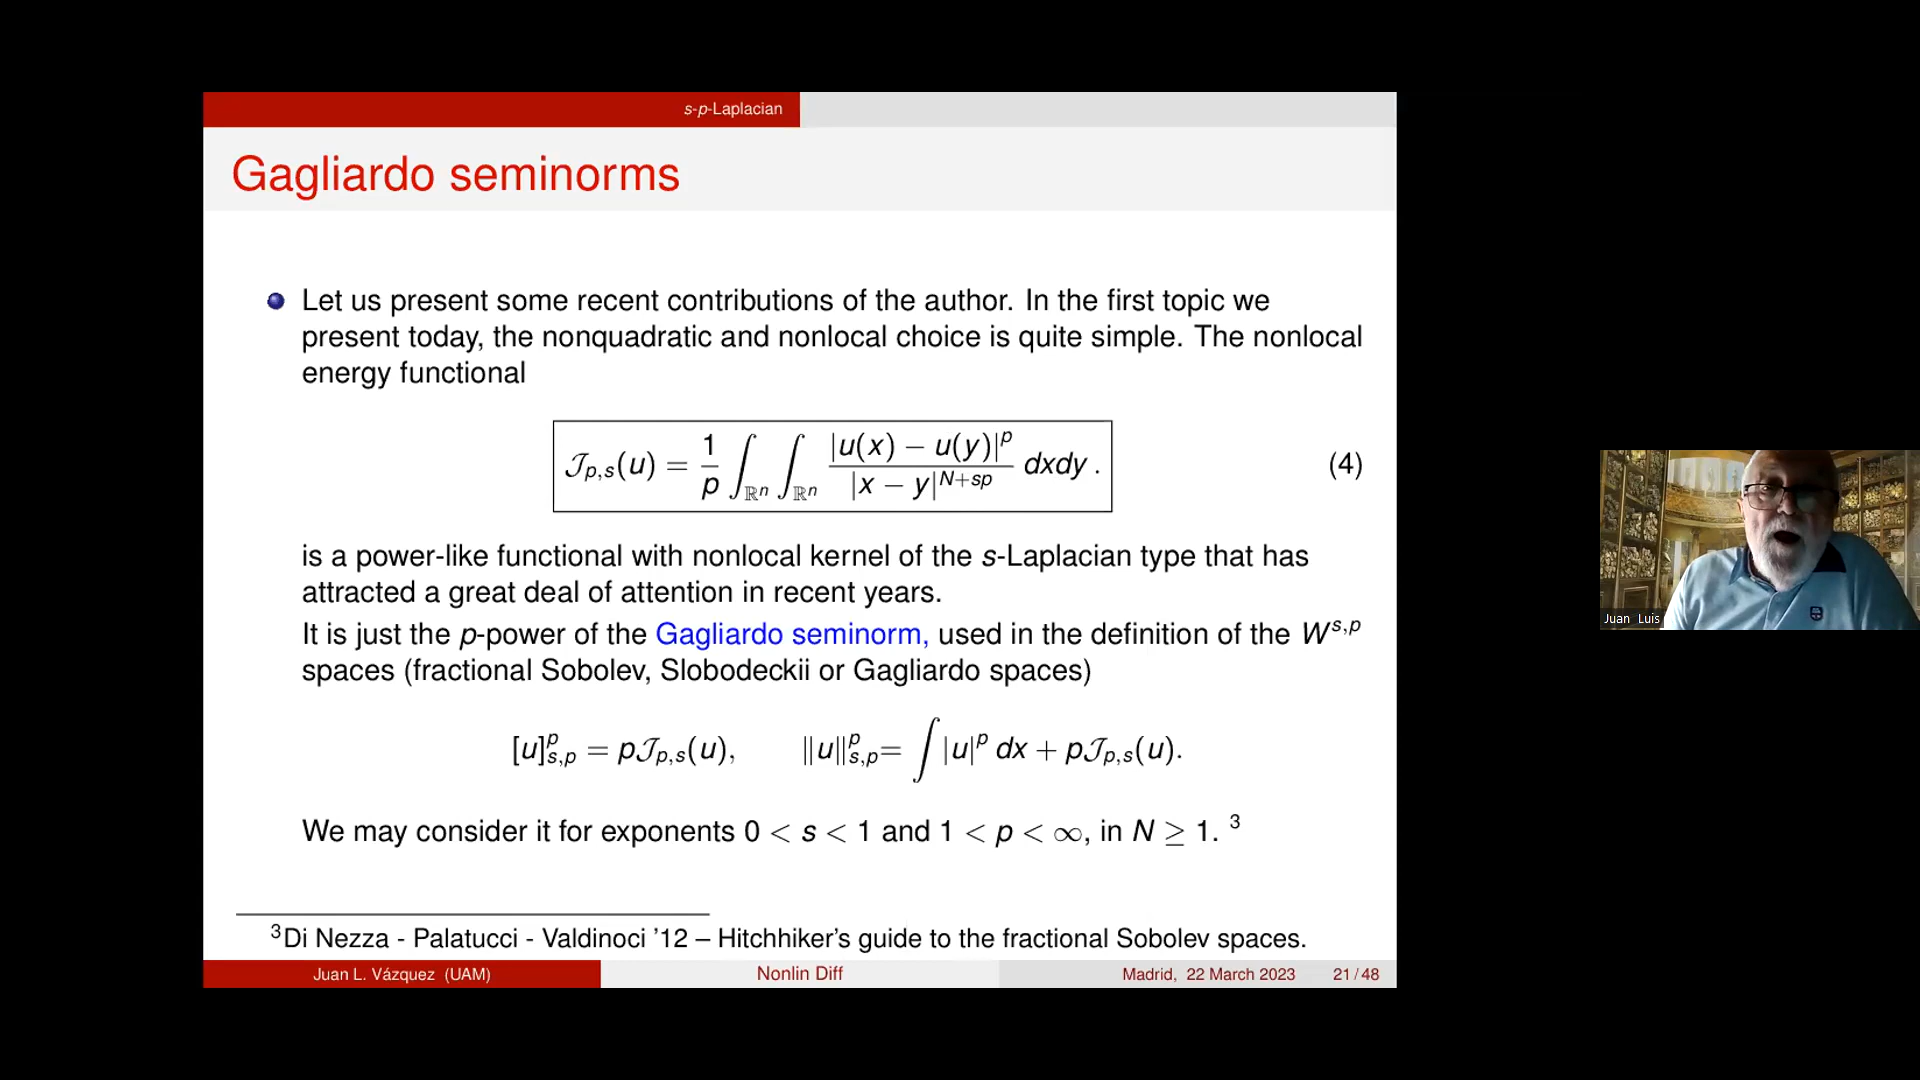 s-p-Laplacian
Gagliardo seminorms
Let us present some recent contributions of the author. In the first topic we
present today, the nonquadratic and nonlocal choice is quite simple. The nonlocal
energy functional
𝒥p,s(u) = 1/p ∫ℝⁿ ∫ℝⁿ |u(x) − u(y)|^p / |x − y|^{N+sp} dxdy . (4)
is a power-like functional with nonlocal kernel of the s-Laplacian type that has
attracted a great deal of attention in recent years.
It is just the p-power of the Gagliardo seminorm, used in the definition of the W^{s,p}
spaces (fractional Sobolev, Slobodeckii or Gagliardo spaces)
[u]^p_{s,p} = p𝒥p,s(u), ‖u‖^p_{s,p} = ∫ |u|^p dx + p𝒥p,s(u).
We may consider it for exponents 0 < s < 1 and 1 < p < ∞, in N ≥ 1. ³
³Di Nezza - Palatucci - Valdinoci '12 – Hitchhiker's guide to the fractional Sobolev spaces.
Juan L. Vázquez (UAM) Nonlin Diff Madrid, 22 March 2023 21 / 48
Juan Luis